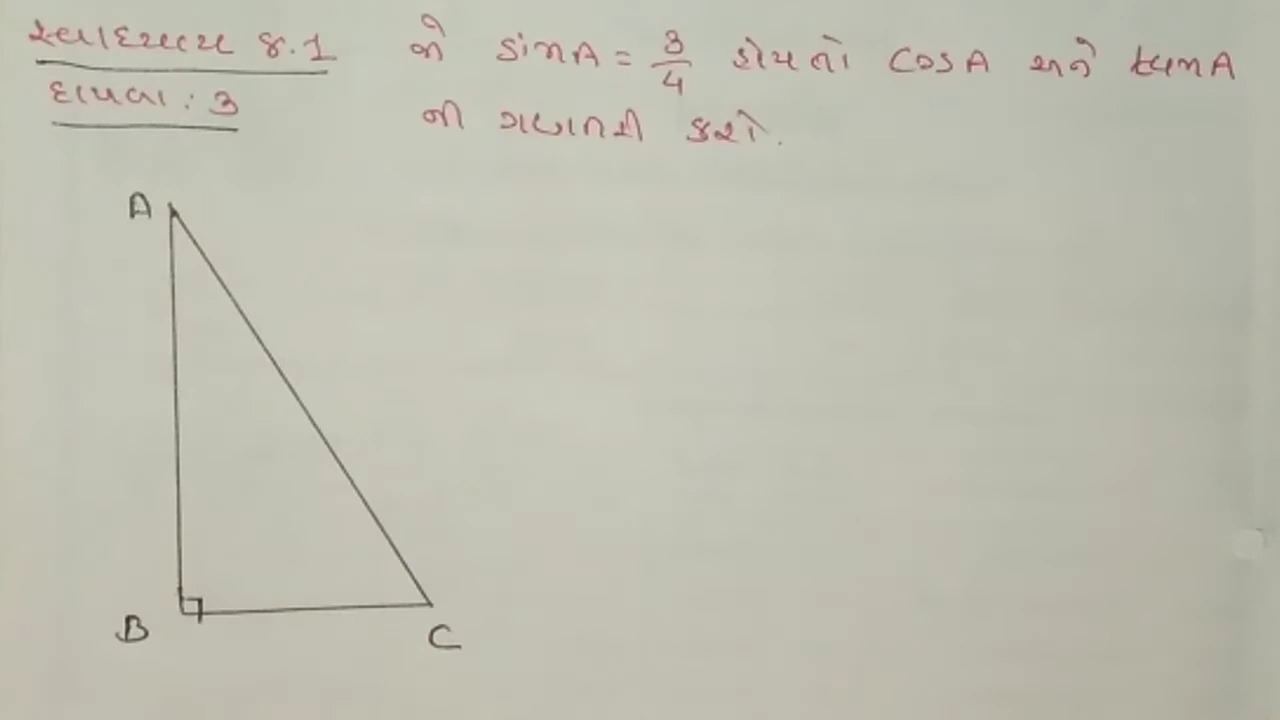 સ્વાધ્યાય 8.1
દાખલા : 3
જો sinA = 3/4 હોય તો cosA અને tanA
ની ગણતરી કરો.
A
B
C